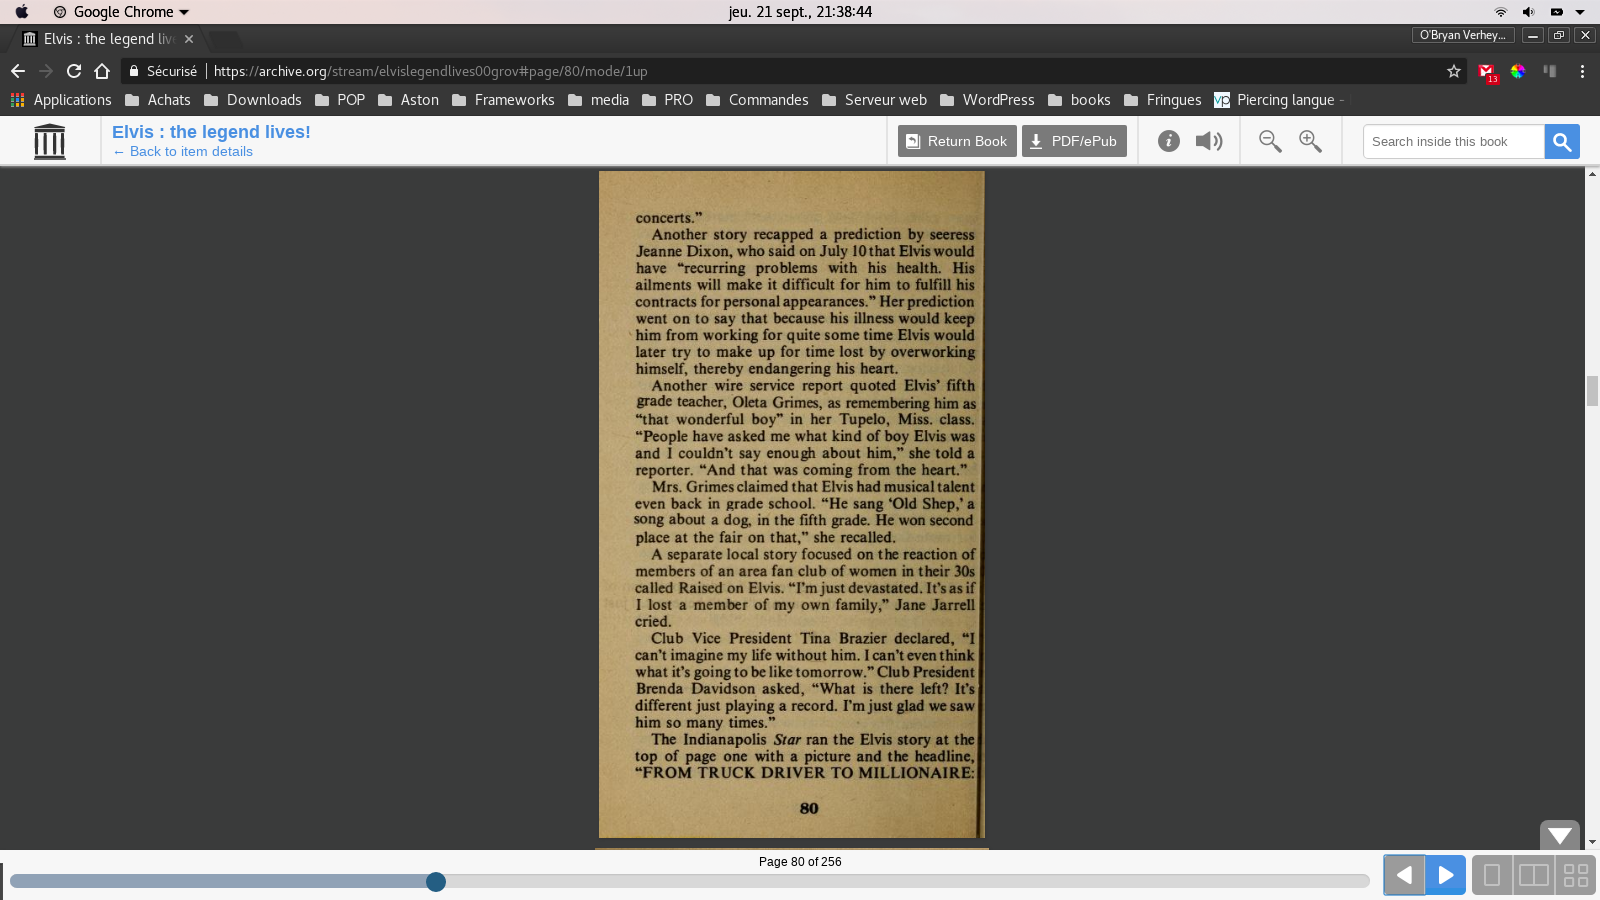 Google Chrome
jeu. 21 sept., 21:38:44
Elvis : the legend live
O'Bryan Verhey...
Sécurisé
https://archive.org/stream/elvislegendlives00grov#page/80/mode/1up
13
Applications Achats Downloads POP Aston Frameworks media PRO Commandes Serveur web WordPress books Fringues Piercing langue -
Elvis : the legend lives!
← Back to item details
Return Book
PDF/ePub
Search inside this book
concerts.”
Another story recapped a prediction by seeress
Jeanne Dixon, who said on July 10 that Elvis would
have “recurring problems with his health. His
ailments will make it difficult for him to fulfill his
contracts for personal appearances.” Her prediction
went on to say that because his illness would keep
him from working for quite some time Elvis would
later try to make up for time lost by overworking
himself, thereby endangering his heart.
Another wire service report quoted Elvis’ fifth
grade teacher, Oleta Grimes, as remembering him as
“that wonderful boy” in her Tupelo, Miss. class.
“People have asked me what kind of boy Elvis was
and I couldn’t say enough about him,” she told a
reporter. “And that was coming from the heart.”
Mrs. Grimes claimed that Elvis had musical talent
even back in grade school. “He sang ‘Old Shep,’ a
song about a dog, in the fifth grade. He won second
place at the fair on that,” she recalled.
A separate local story focused on the reaction of
members of an area fan club of women in their 30s
called Raised on Elvis. “I’m just devastated. It’s as if
I lost a member of my own family,” Jane Jarrell
cried.
Club Vice President Tina Brazier declared, “I
can’t imagine my life without him. I can’t even think
what it’s going to be like tomorrow.” Club President
Brenda Davidson asked, “What is there left? It’s
different just playing a record. I’m just glad we saw
him so many times.”
The Indianapolis Star ran the Elvis story at the
top of page one with a picture and the headline,
“FROM TRUCK DRIVER TO MILLIONAIRE:
80
Page 80 of 256